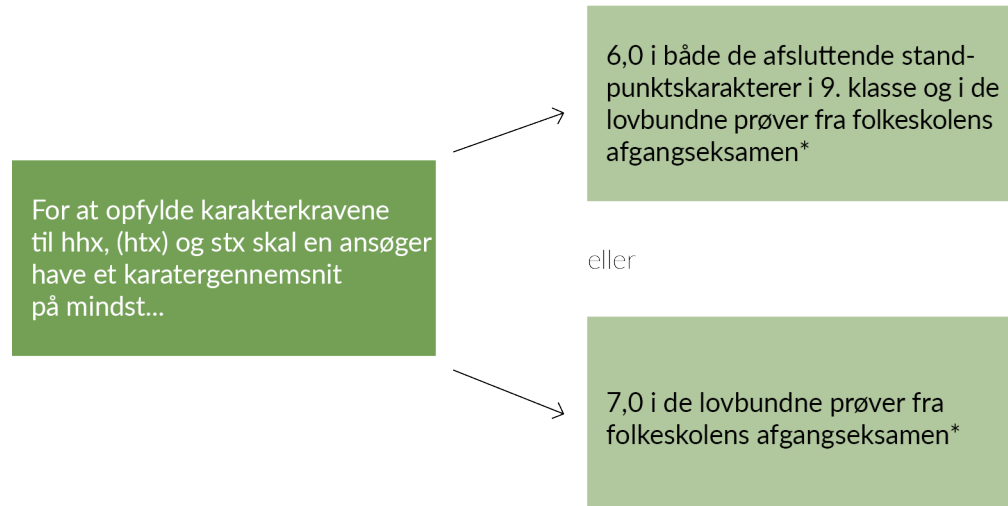 For at opfylde karakterkravene
til hhx, (htx) og stx skal en ansøger
have et karatergennemsnit
på mindst...
6,0 i både de afsluttende stand-
punktskarakterer i 9. klasse og i de
lovbundne prøver fra folkeskolens
afgangseksamen*
eller
7,0 i de lovbundne prøver fra
folkeskolens afgangseksamen*